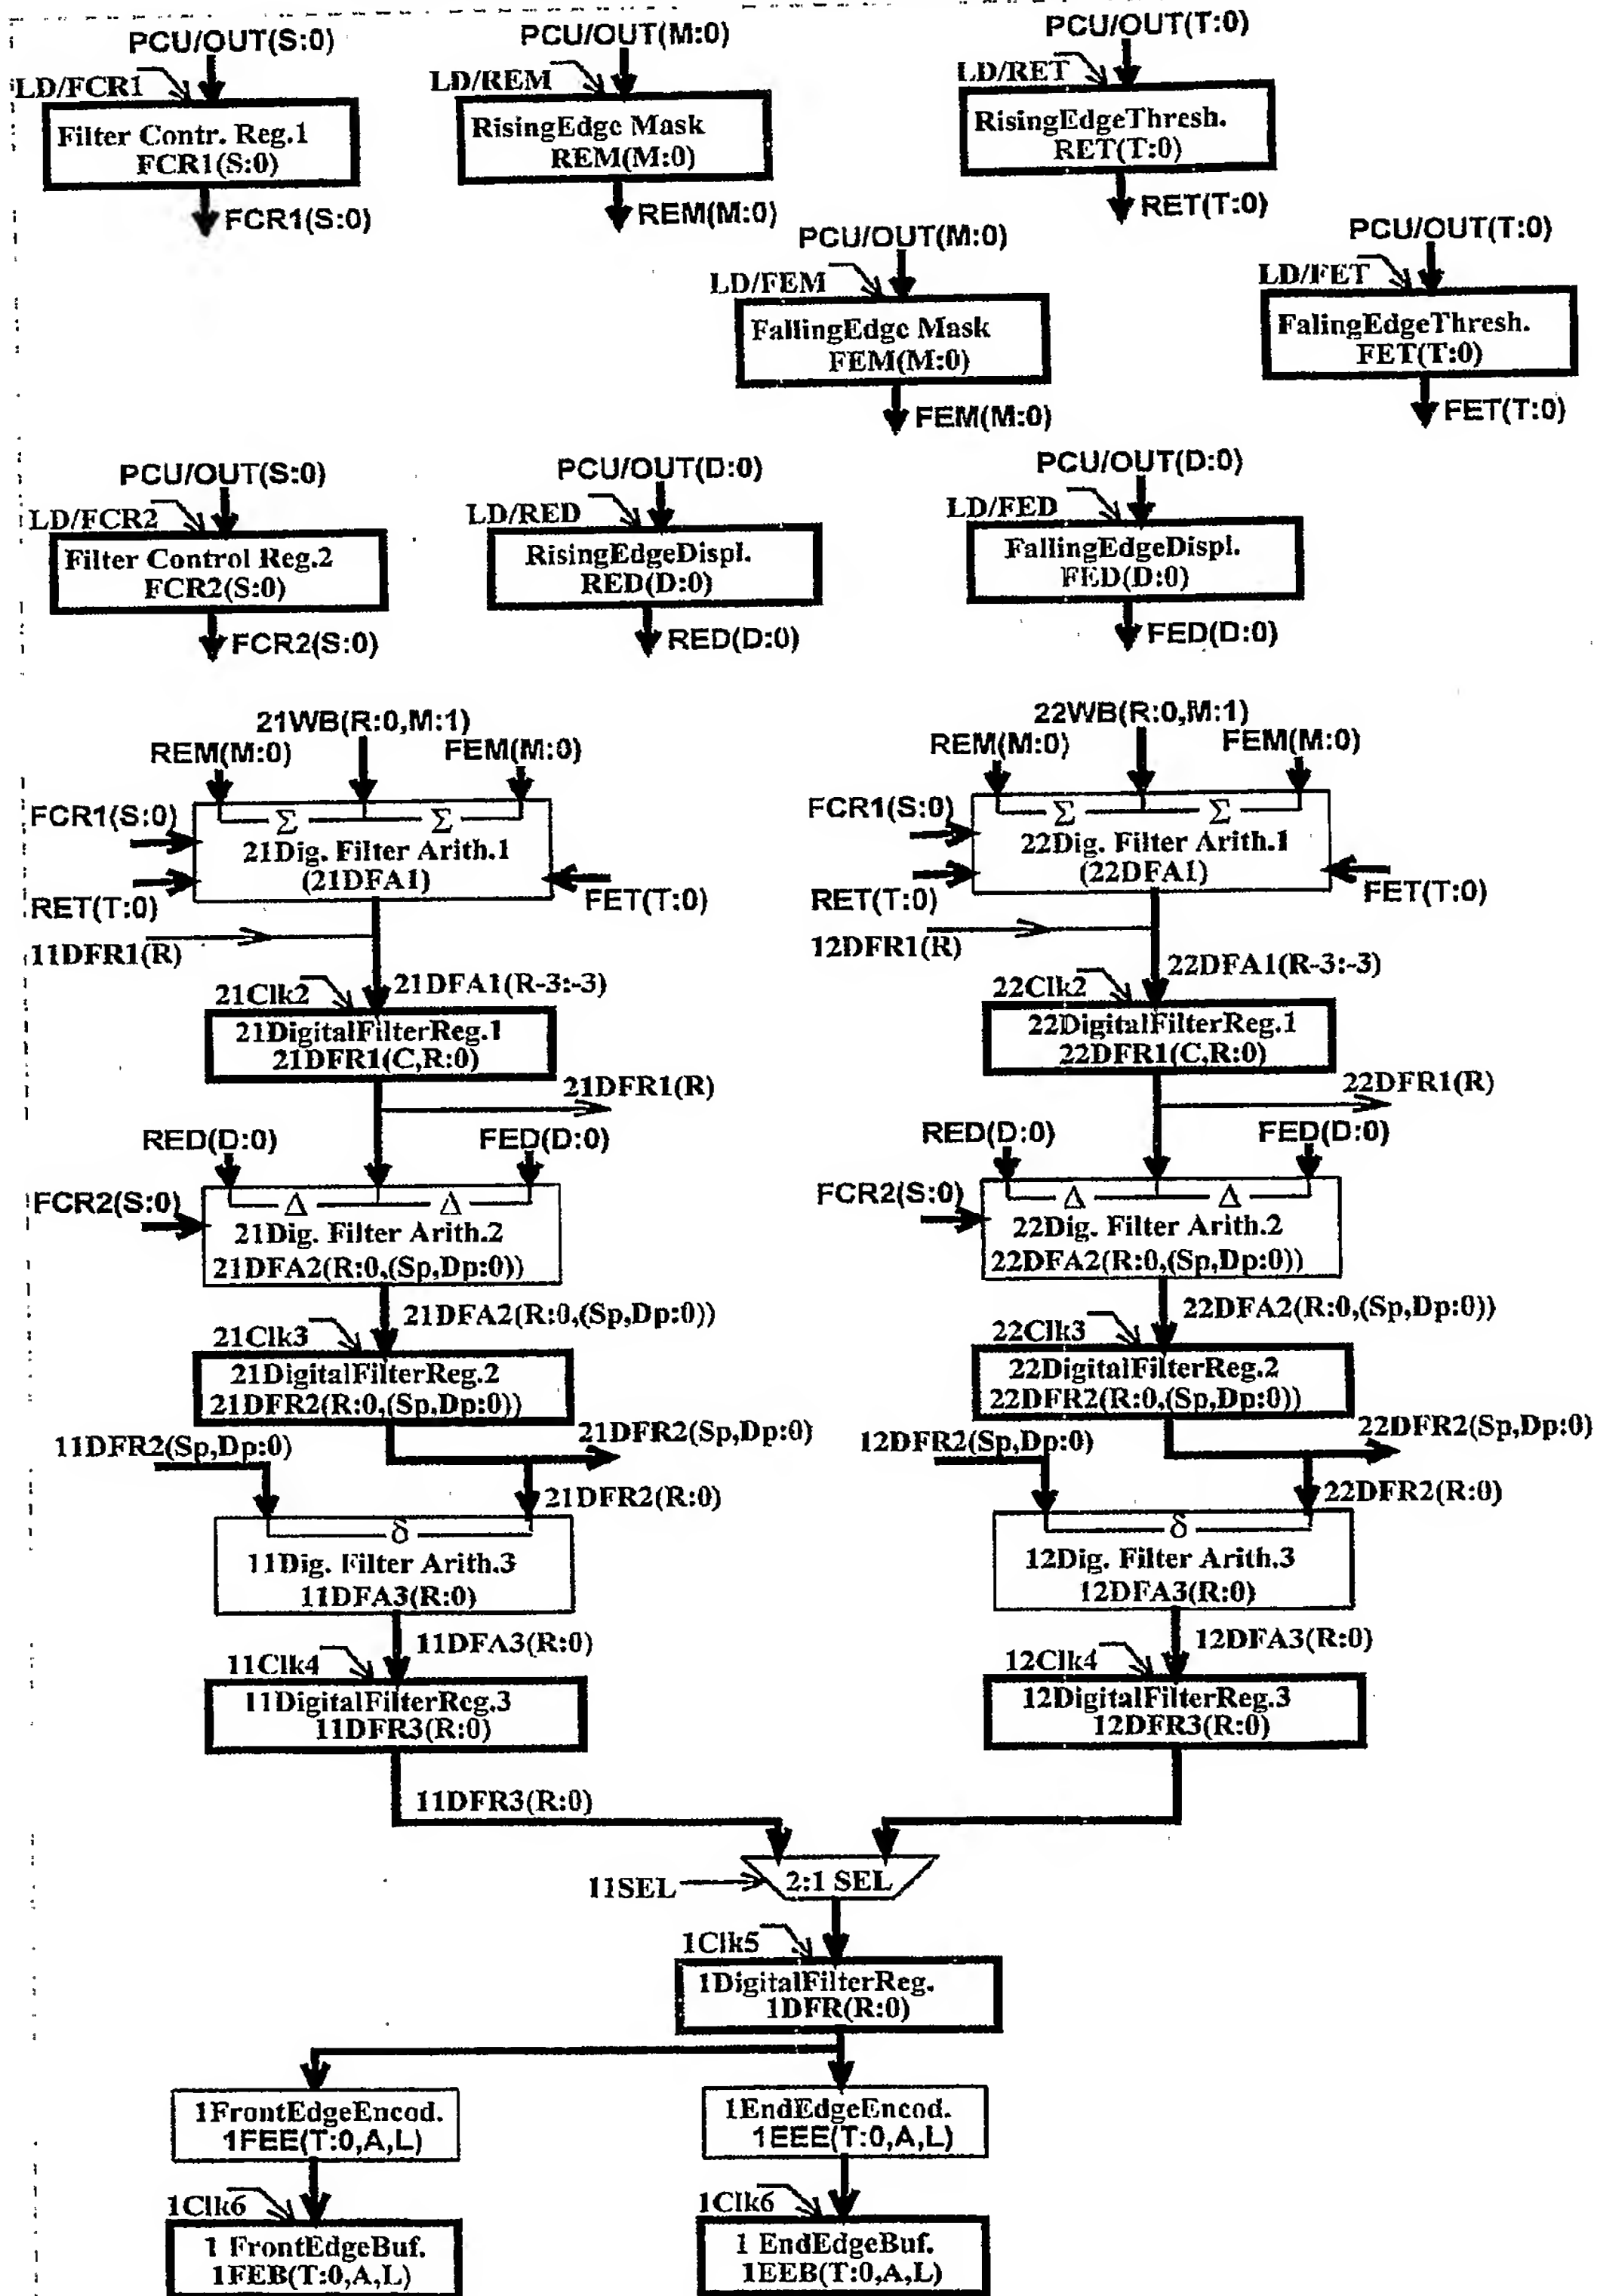 PCU/OUT(S:0)
LD/FCR1
Filter Contr. Reg.1
FCR1(S:0)
FCR1(S:0)
PCU/OUT(M:0)
LD/REM
RisingEdge Mask
REM(M:0)
REM(M:0)
PCU/OUT(T:0)
LD/RET
RisingEdgeThresh.
RET(T:0)
RET(T:0)
PCU/OUT(M:0)
LD/FEM
FallingEdge Mask
FEM(M:0)
FEM(M:0)
PCU/OUT(T:0)
LD/FET
FalingEdgeThresh.
FET(T:0)
FET(T:0)
PCU/OUT(S:0)
LD/FCR2
Filter Control Reg.2
FCR2(S:0)
FCR2(S:0)
PCU/OUT(D:0)
LD/RED
RisingEdgeDispl.
RED(D:0)
RED(D:0)
PCU/OUT(D:0)
LD/FED
FallingEdgeDispl.
FED(D:0)
FED(D:0)
21WB(R:0,M:1)
REM(M:0) FEM(M:0)
FCR1(S:0)
Σ Σ
21Dig. Filter Arith.1
(21DFA1)
RET(T:0)
FET(T:0)
11DFR1(R)
21DFA1(R-3:-3)
21Clk2
21DigitalFilterReg.1
21DFR1(C,R:0)
21DFR1(R)
RED(D:0) FED(D:0)
FCR2(S:0)
Δ Δ
21Dig. Filter Arith.2
21DFA2(R:0,(Sp,Dp:0))
21DFA2(R:0,(Sp,Dp:0))
21Clk3
21DigitalFilterReg.2
21DFR2(R:0,(Sp,Dp:0))
11DFR2(Sp,Dp:0)
21DFR2(Sp,Dp:0)
21DFR2(R:0)
δ
11Dig. Filter Arith.3
11DFA3(R:0)
11DFA3(R:0)
11Clk4
11DigitalFilterReg.3
11DFR3(R:0)
11DFR3(R:0)
22WB(R:0,M:1)
REM(M:0) FEM(M:0)
FCR1(S:0)
Σ Σ
22Dig. Filter Arith.1
(22DFA1)
RET(T:0)
FET(T:0)
12DFR1(R)
22DFA1(R-3:-3)
22Clk2
22DigitalFilterReg.1
22DFR1(C,R:0)
22DFR1(R)
RED(D:0) FED(D:0)
FCR2(S:0)
Δ Δ
22Dig. Filter Arith.2
22DFA2(R:0,(Sp,Dp:0))
22DFA2(R:0,(Sp,Dp:0))
22Clk3
22DigitalFilterReg.2
22DFR2(R:0,(Sp,Dp:0))
12DFR2(Sp,Dp:0)
22DFR2(Sp,Dp:0)
22DFR2(R:0)
δ
12Dig. Filter Arith.3
12DFA3(R:0)
12DFA3(R:0)
12Clk4
12DigitalFilterReg.3
12DFR3(R:0)
11SEL
2:1 SEL
1Clk5
1DigitalFilterReg.
1DFR(R:0)
1FrontEdgeEncod.
1FEE(T:0,A,L)
1EndEdgeEncod.
1EEE(T:0,A,L)
1Clk6
1 FrontEdgeBuf.
1FEB(T:0,A,L)
1Clk6
1 EndEdgeBuf.
1EEB(T:0,A,L)